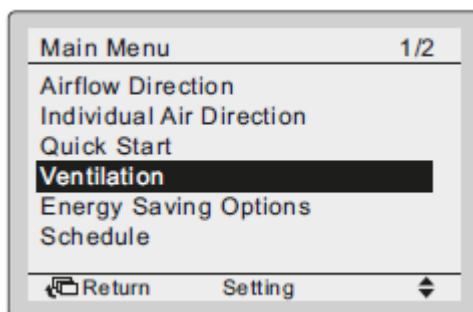 Main Menu 1/2
Airflow Direction
Individual Air Direction
Quick Start
Ventilation
Energy Saving Options
Schedule
Return Setting